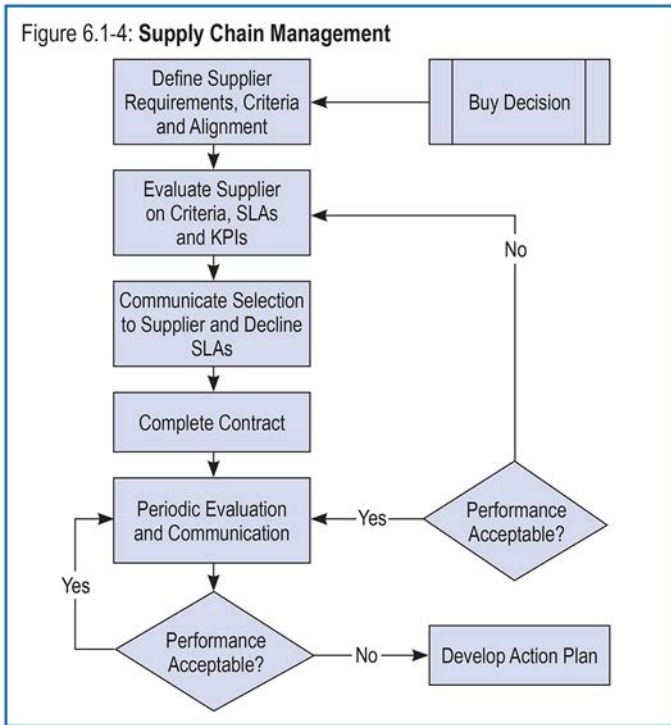 Figure 6.1-4: Supply Chain Management
Define Supplier
Requirements, Criteria
and Alignment
Buy Decision
Evaluate Supplier
on Criteria, SLAs
and KPIs
No
Communicate Selection
to Supplier and Decline
SLAs
Complete Contract
Periodic Evaluation
and Communication
Yes
Performance
Acceptable?
Yes
Performance
Acceptable?
No
Develop Action Plan